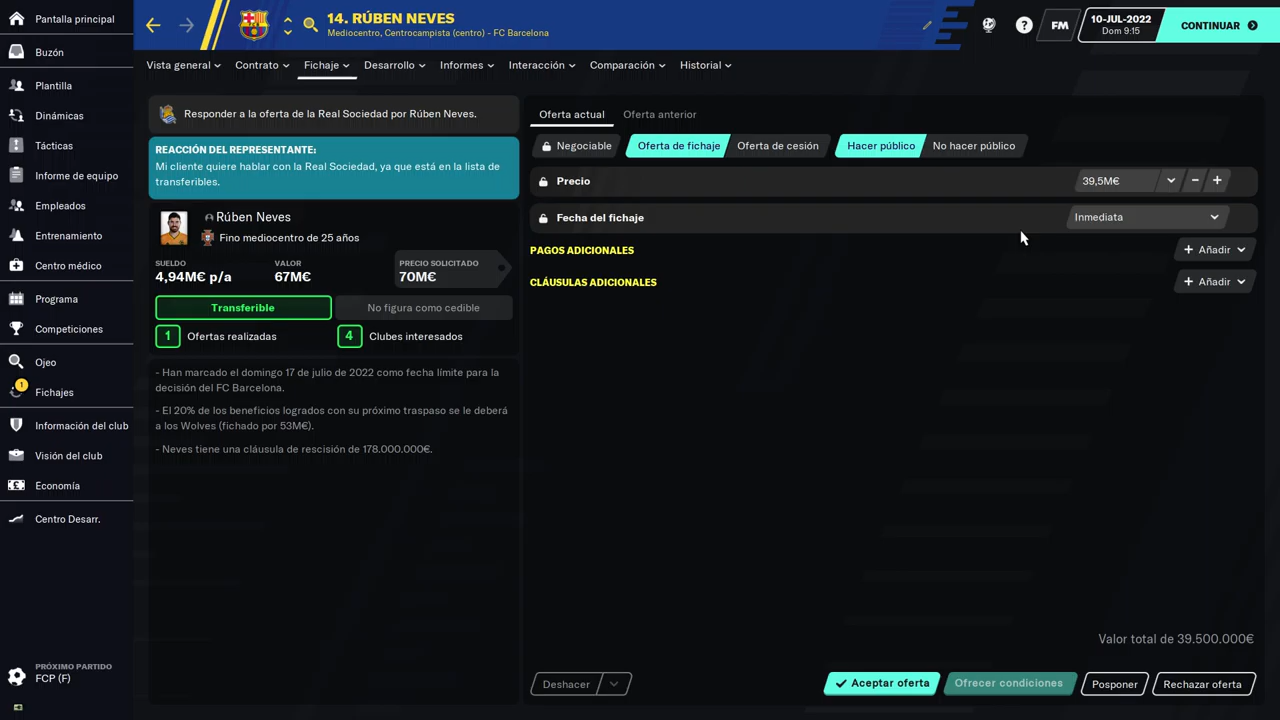 Pantalla principal
14. RÚBEN NEVES
Mediocentro, Centrocampista (centro) - FC Barcelona
FM
10-JUL-2022
Dom 9:15
CONTINUAR
Buzón
Plantilla
Dinámicas
Tácticas
Informe de equipo
Empleados
Entrenamiento
Centro médico
Programa
Competiciones
Ojeo
1
Fichajes
Información del club
Visión del club
Economía
Centro Desarr.
PRÓXIMO PARTIDO
FCP (F)
Vista general
Contrato
Fichaje
Desarrollo
Informes
Interacción
Comparación
Historial
Responder a la oferta de la Real Sociedad por Rúben Neves.
REACCIÓN DEL REPRESENTANTE:
Mi cliente quiere hablar con la Real Sociedad, ya que está en la lista de
transferibles.
Rúben Neves
Fino mediocentro de 25 años
SUELDO
4,94M€ p/a
VALOR
67M€
PRECIO SOLICITADO
70M€
Transferible
No figura como cedible
1 Ofertas realizadas
4 Clubes interesados
- Han marcado el domingo 17 de julio de 2022 como fecha límite para la
decisión del FC Barcelona.
- El 20% de los beneficios logrados con su próximo traspaso se le deberá
a los Wolves (fichado por 53M€).
- Neves tiene una cláusula de rescisión de 178.000.000€.
Oferta actual
Oferta anterior
Negociable
Oferta de fichaje
Oferta de cesión
Hacer público
No hacer público
Precio
39,5M€
Fecha del fichaje
Inmediata
PAGOS ADICIONALES
Añadir
CLÁUSULAS ADICIONALES
Añadir
Valor total de 39.500.000€
Deshacer
Aceptar oferta
Ofrecer condiciones
Posponer
Rechazar oferta